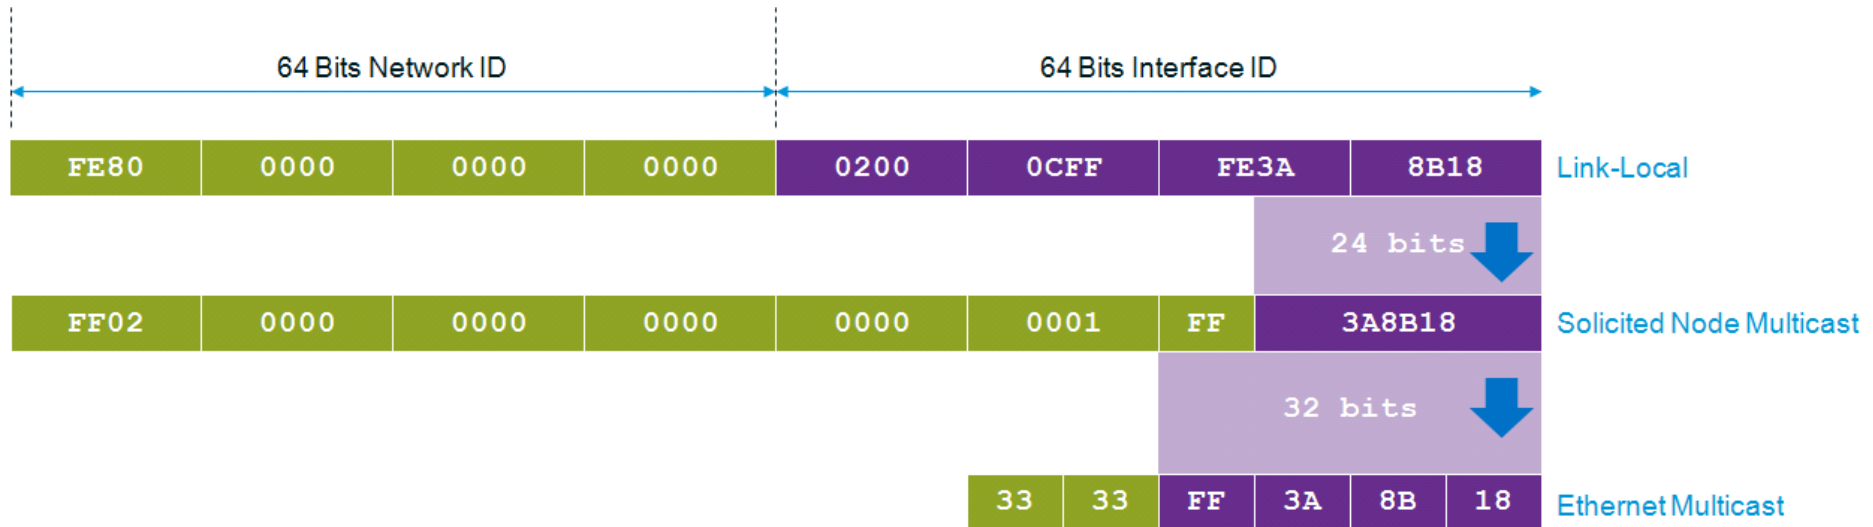 64 Bits Network ID 64 Bits Interface ID
FE80 0000 0000 0000 0200 0CFF FE3A 8B18 Link-Local
24 bits
FF02 0000 0000 0000 0000 0001 FF 3A8B18 Solicited Node Multicast
32 bits
33 33 FF 3A 8B 18 Ethernet Multicast